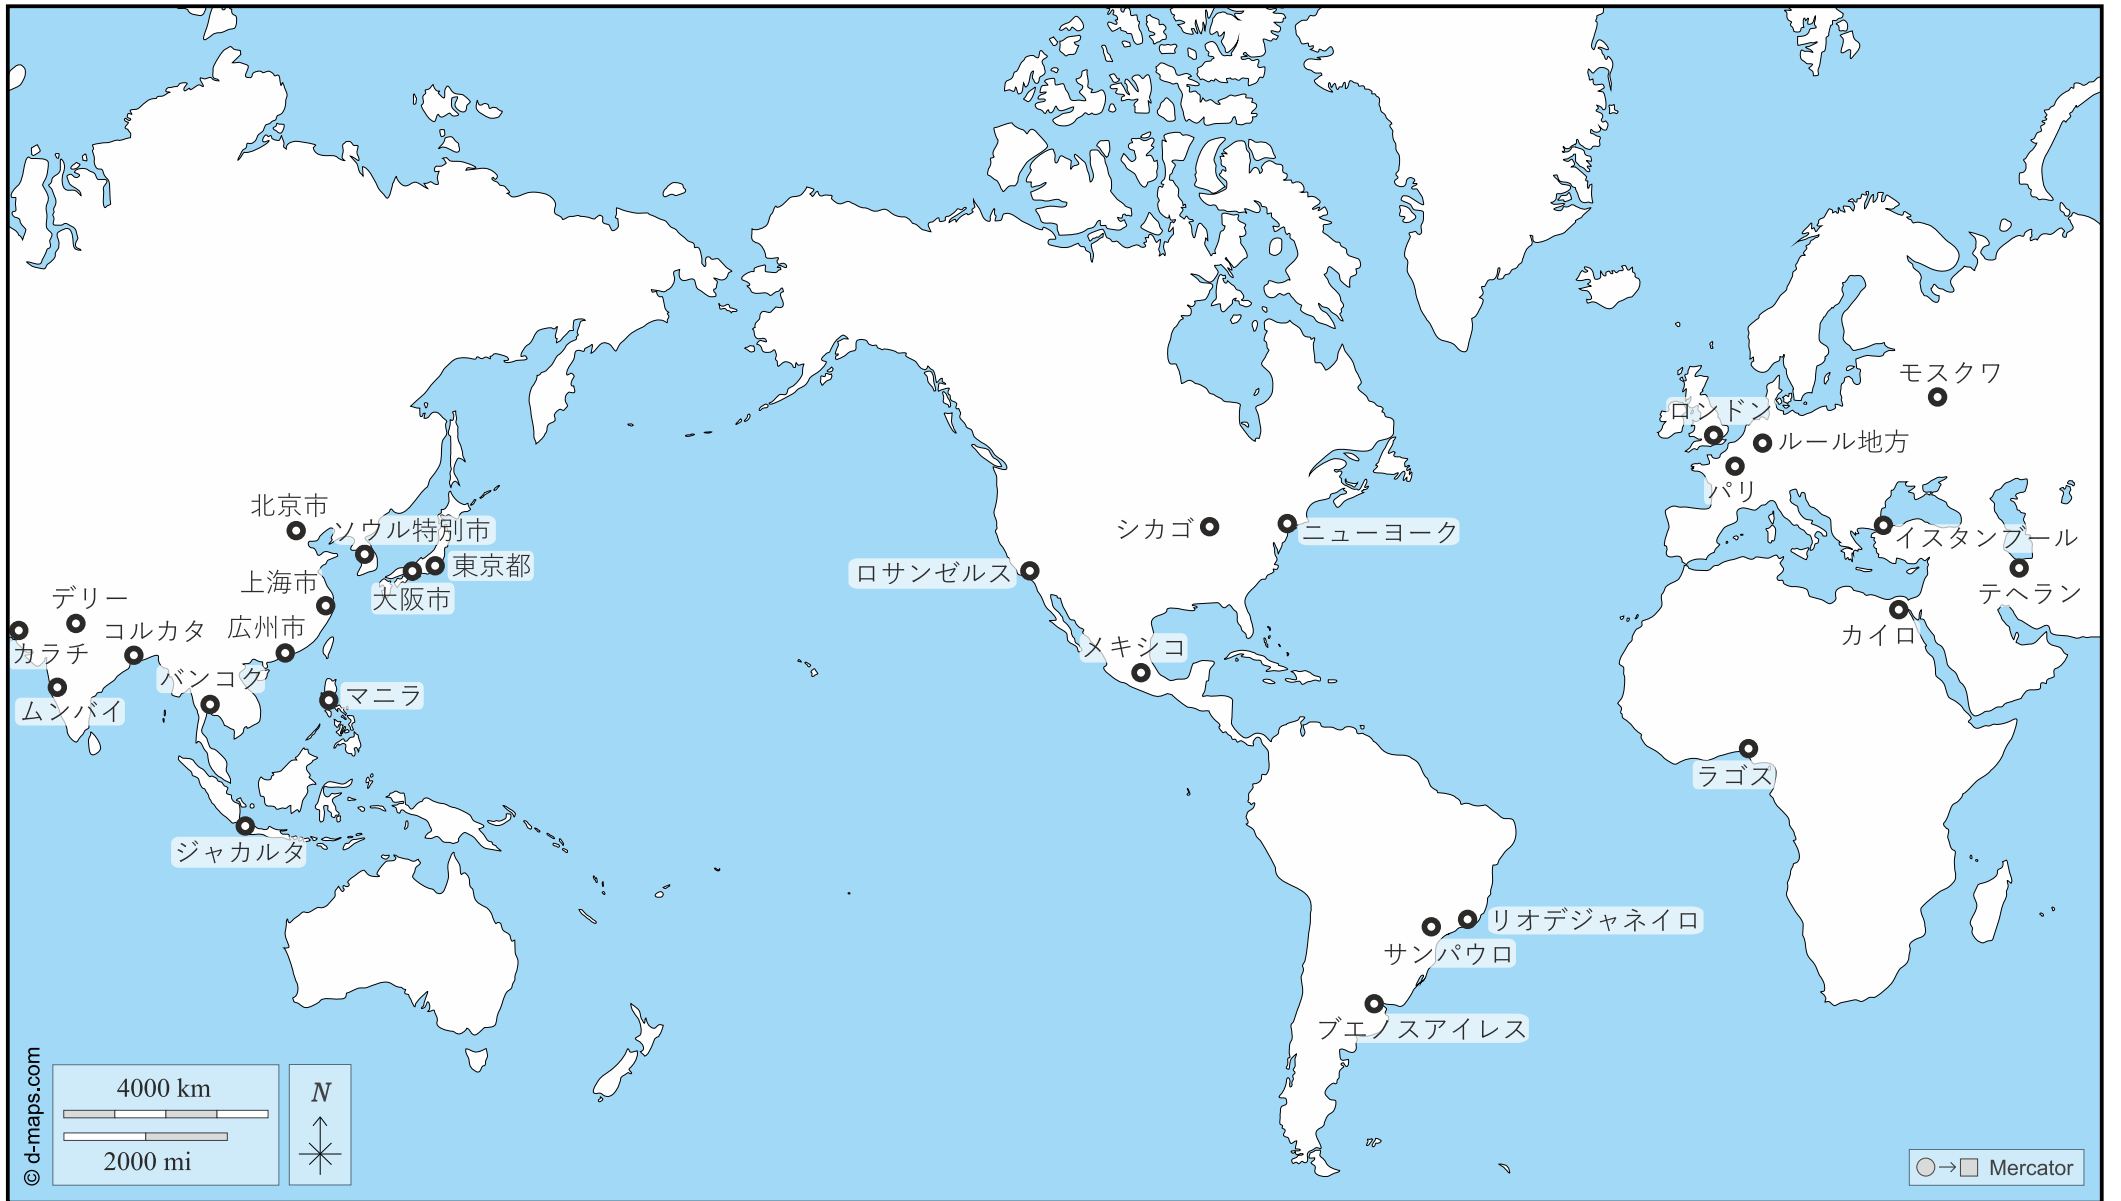 モスクワ
ロンドン
ルール地方
パリ
北京市
ソウル特別市
シカゴ
ニューヨーク
イスタンブール
東京都
ロサンゼルス
上海市
大阪市
テヘラン
デリー
コルカタ
広州市
カイロ
カラチ
メキシコ
バンコク
マニラ
ムンバイ
ラゴス
ジャカルタ
リオデジャネイロ
サンパウロ
ブエノスアイレス
© d-maps.com
4000 km
2000 mi
N
Mercator